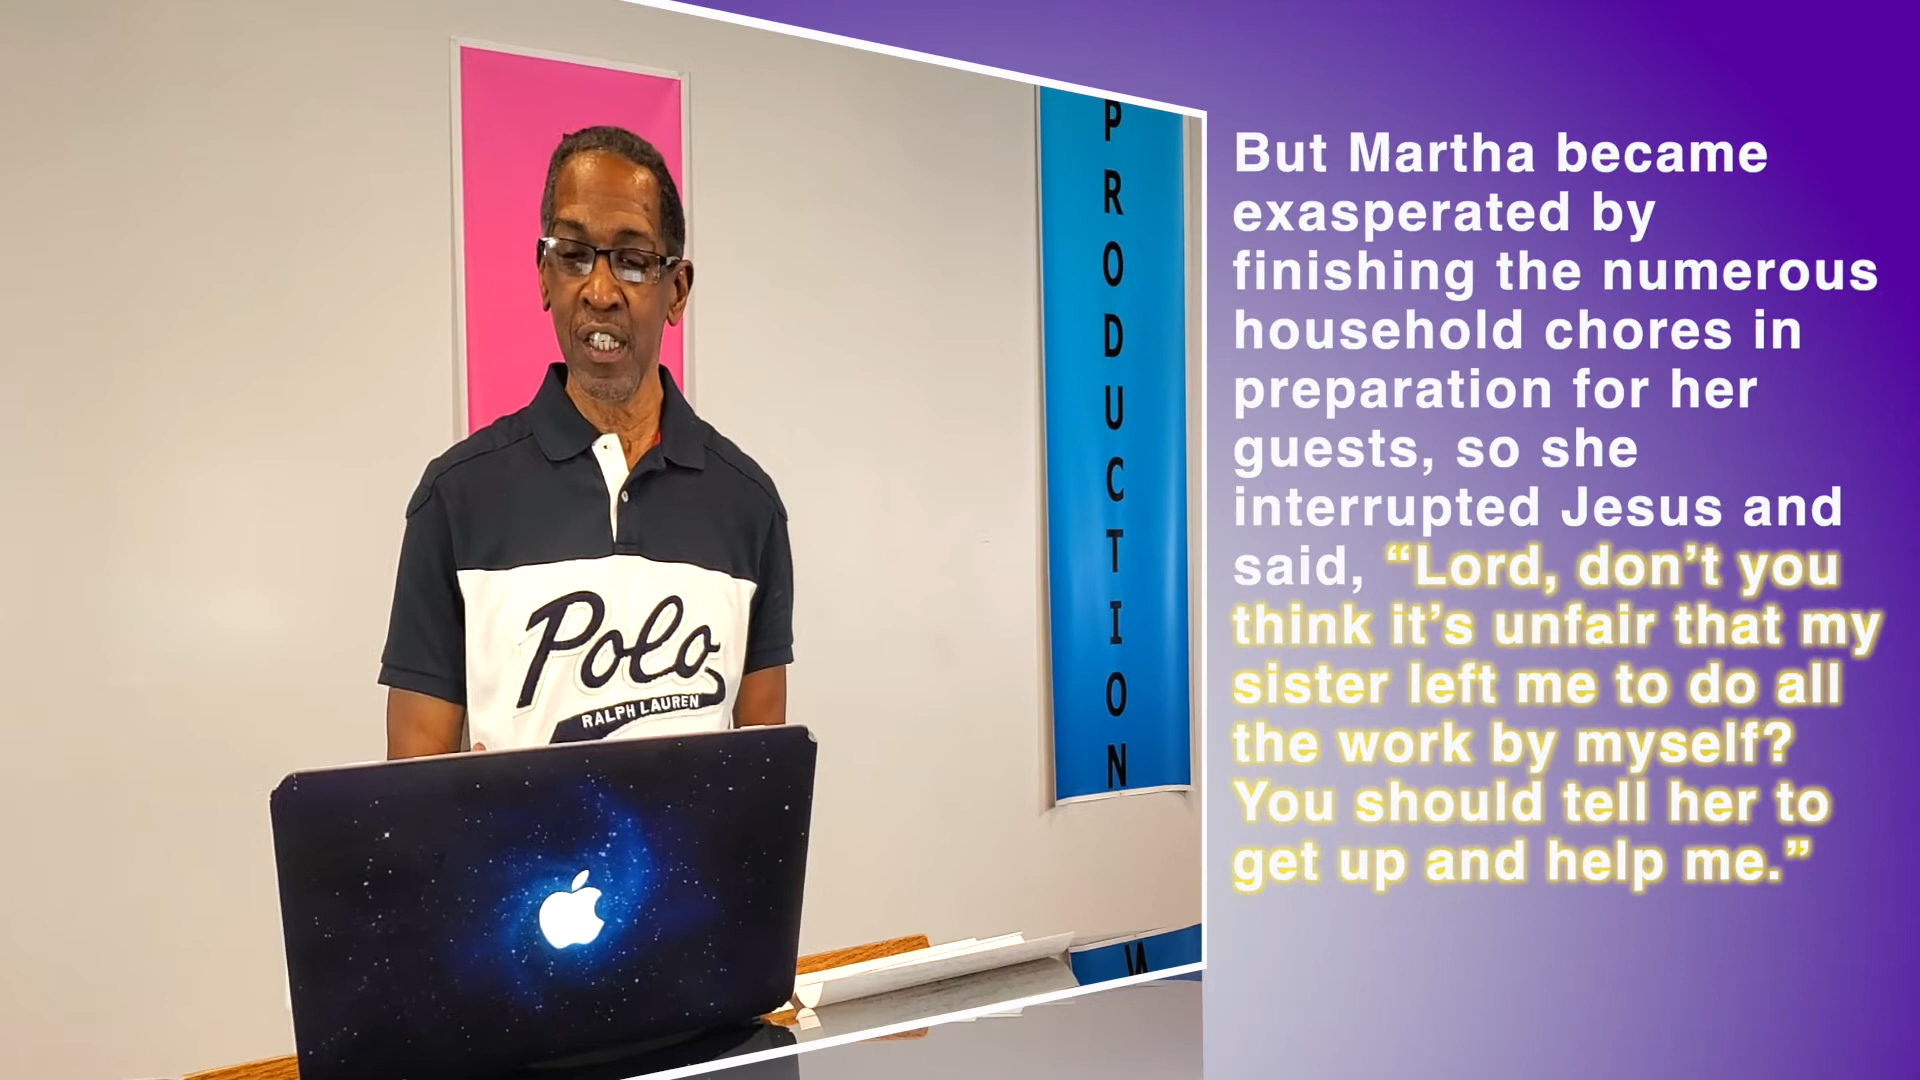 PRODUCTION
Polo
RALPH LAUREN
N
But Martha became
exasperated by
finishing the numerous
household chores in
preparation for her
guests, so she
interrupted Jesus and
said, “Lord, don’t you
think it’s unfair that my
sister left me to do all
the work by myself?
You should tell her to
get up and help me.”